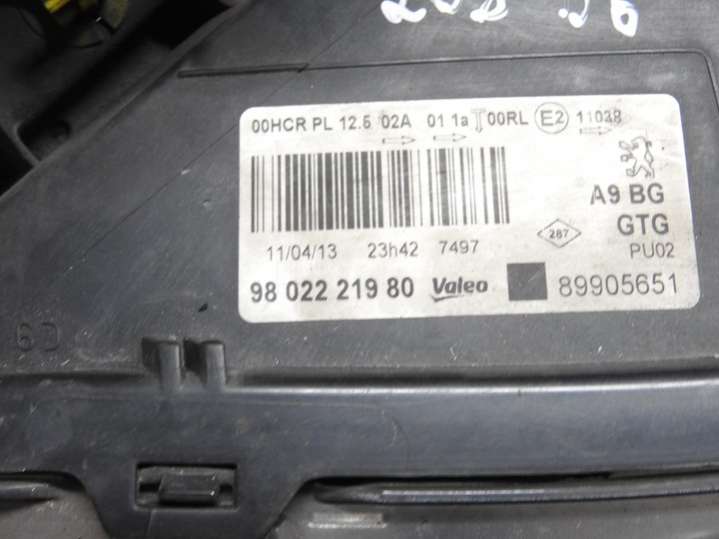 00HCR PL 12.5 02A 01 1a 00RL E2 11038
A9 BG
GTG
287
PU02
11/04/13 23h42 7497
98 022 219 80 Valeo 89905651
6D